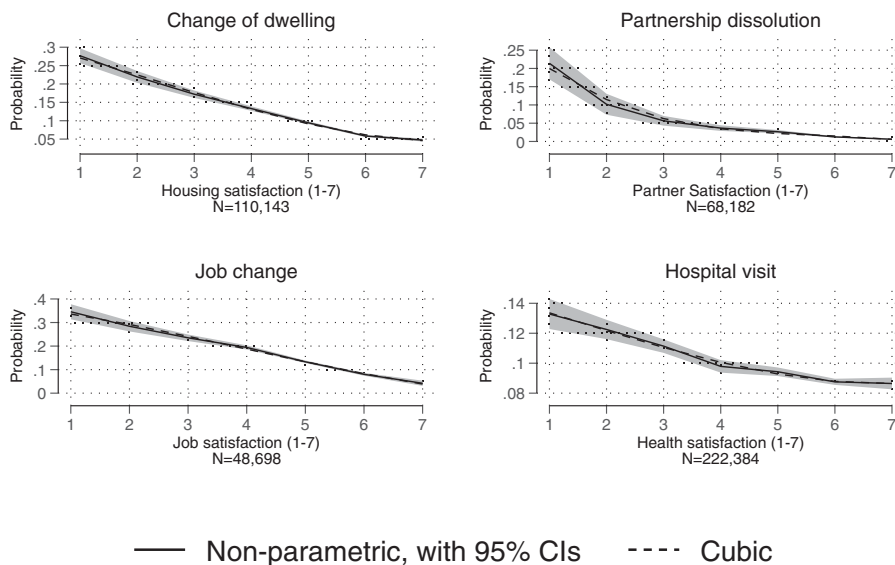 Change of dwelling
Probability
.3
.25
.2
.15
.1
.05
1 2 3 4 5 6 7
Housing satisfaction (1-7)
N=110,143
Partnership dissolution
Probability
.25
.2
.15
.1
.05
0
1 2 3 4 5 6 7
Partner Satisfaction (1-7)
N=68,182
Job change
Probability
.4
.3
.2
.1
0
1 2 3 4 5 6 7
Job satisfaction (1-7)
N=48,698
Hospital visit
Probability
.14
.12
.1
.08
1 2 3 4 5 6 7
Health satisfaction (1-7)
N=222,384
Non-parametric, with 95% CIs Cubic